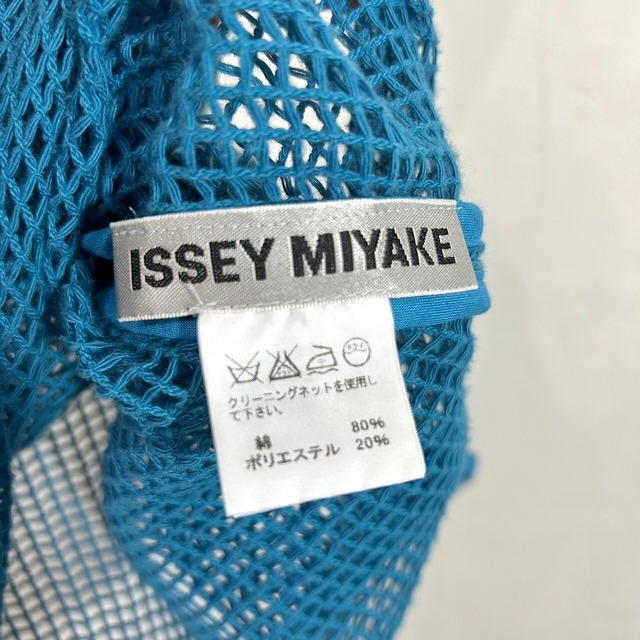 ISSEY MIYAKE
クリーニングネットを使用し
て下さい。
綿 80%
ポリエステル 20%